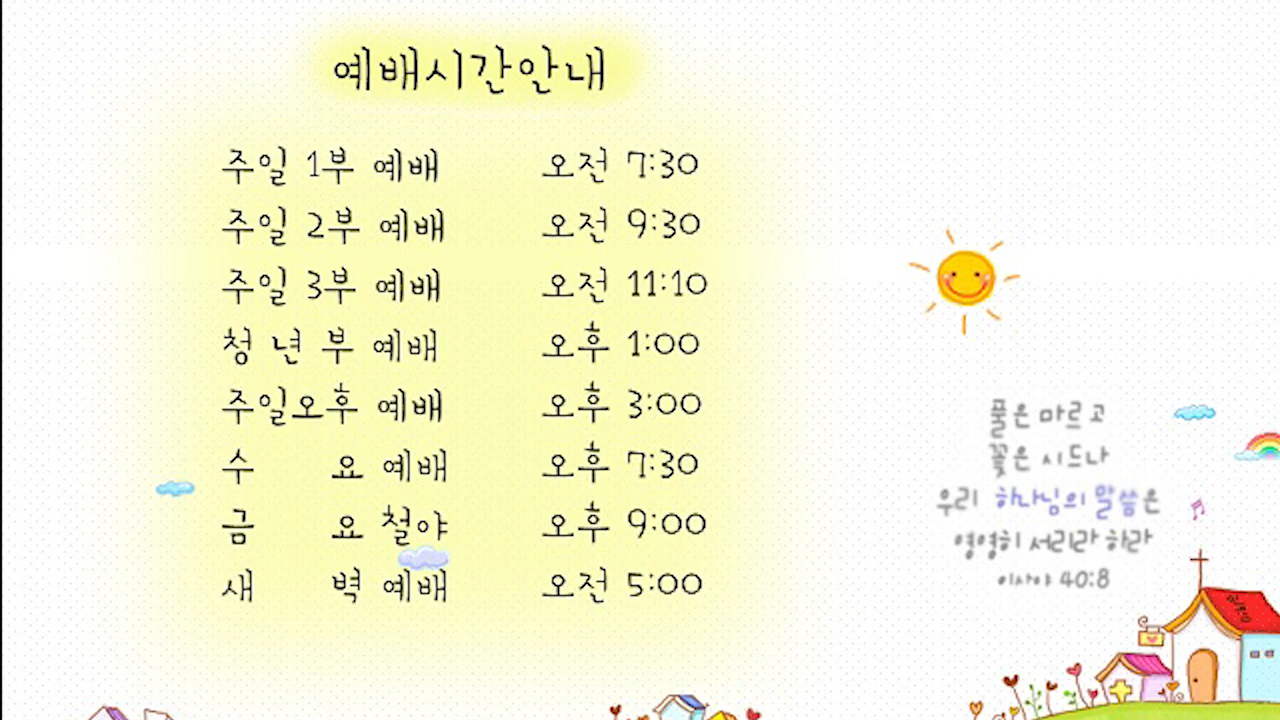 예배시간안내
주일 1부 예배 오전 7:30
주일 2부 예배 오전 9:30
주일 3부 예배 오전 11:10
청 년 부 예배 오후 1:00
주일오후 예배 오후 3:00
수 요 예배 오후 7:30
금 요 철야 오후 9:00
새 벽 예배 오전 5:00
풀은 마르고
꽃은 시드나
우리 하나님의 말씀은
영영히 서리라 하라
이사야 40:8